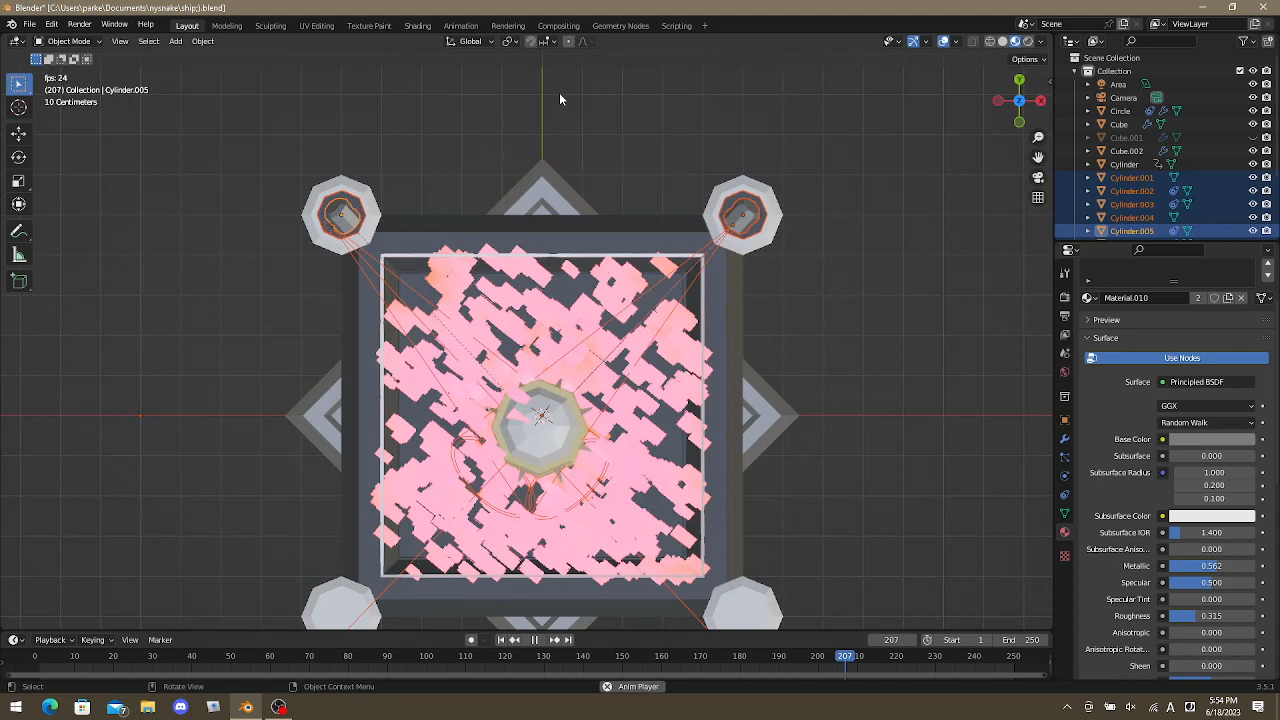 Blender* [C:\Users\parke\Documents\nysnake\ship;).blend]
File Edit Render Window Help Layout Modeling Sculpting UV Editing Texture Paint Shading Animation Rendering Compositing Geometry Nodes Scripting + Scene ViewLayer
Object Mode View Select Add Object Global
Options
fps: 24
(207) Collection | Cylinder.005
10 Centimeters
Y
Z
X
Scene Collection
Collection
Area
Camera
Circle
Cube
Cube.001
Cube.002
Cylinder
Cylinder.001
Cylinder.002
Cylinder.003
Cylinder.004
Cylinder.005
Material.010 2
Preview
Surface
Use Nodes
Surface Principled BSDF
GGX
Random Walk
Base Color
Subsurface 0.000
Subsurface Radius 1.000
0.200
0.100
Subsurface Color
Subsurface IOR 1.400
Subsurface Aniso... 0.000
Metallic 0.562
Specular 0.500
Specular Tint 0.000
Roughness 0.315
Anisotropic 0.000
Anisotropic Rotat... 0.000
Sheen 0.000
Playback Keying View Marker 207 Start 1 End 250
0 10 20 30 40 50 60 70 80 90 100 110 120 130 140 150 160 170 180 190 200 207 220 230 240 250
Select Rotate View Object Context Menu Anim Player 3.5.1
7 A 5:54 PM
6/18/2023